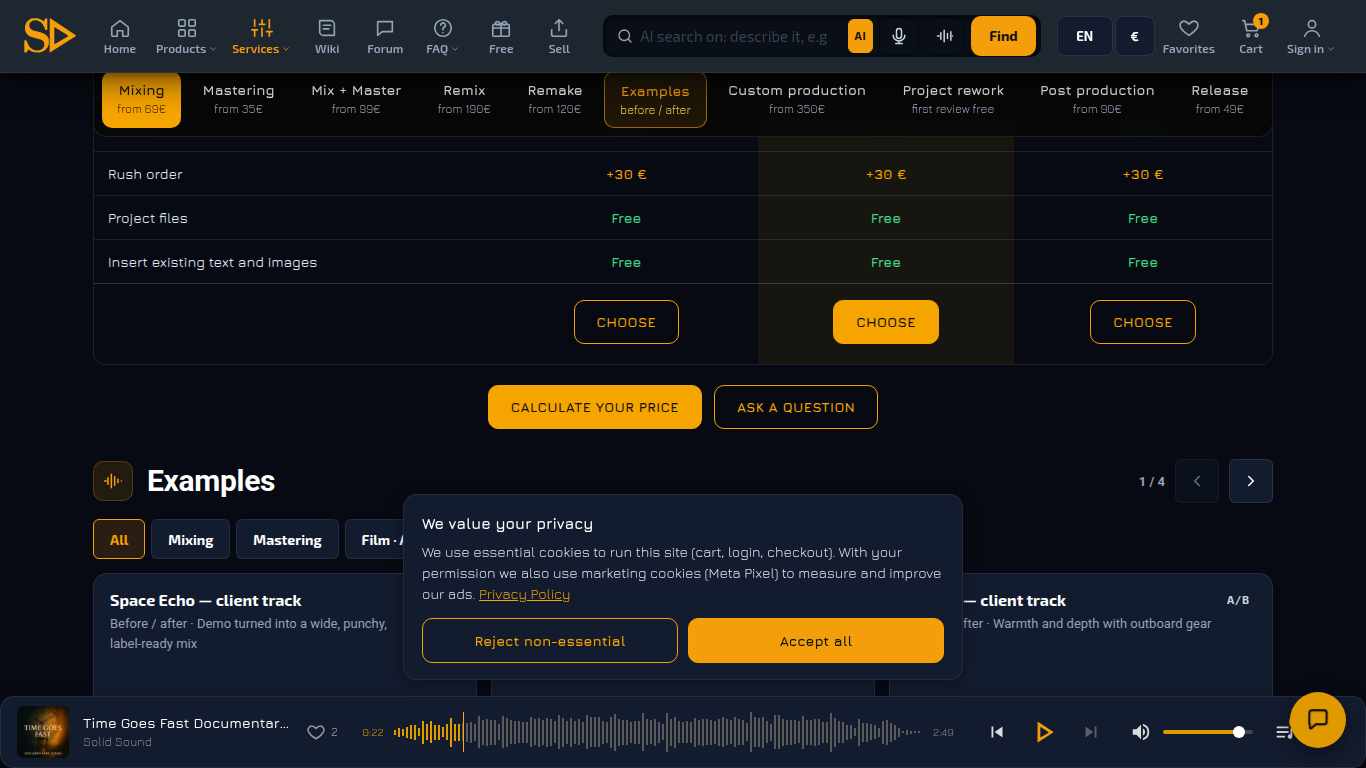 Home
Products
Services
Wiki
Forum
FAQ
Free
Sell
AI search on: describe it, e.g
AI
Find
EN
€
Favorites
1
Cart
Sign in
Mixing
from 69€
Mastering
from 35€
Mix + Master
from 99€
Remix
from 190€
Remake
from 120€
Examples
before / after
Custom production
from 350€
Project rework
first review free
Post production
from 90€
Release
from 49€
Rush order +30 € +30 € +30 €
Project files Free Free Free
Insert existing text and images Free Free Free
CHOOSE CHOOSE CHOOSE
CALCULATE YOUR PRICE ASK A QUESTION
Examples
1 / 4
All Mixing Mastering Film ·
Space Echo — client track
Before / after · Demo turned into a wide, punchy,
label-ready mix
— client track
A/B
fter · Warmth and depth with outboard gear
We value your privacy
We use essential cookies to run this site (cart, login, checkout). With your
permission we also use marketing cookies (Meta Pixel) to measure and improve
our ads. Privacy Policy
Reject non-essential Accept all
TIME GOES
FAST
Time Goes Fast Documentar...
Solid Sound
2
0:22
2:49